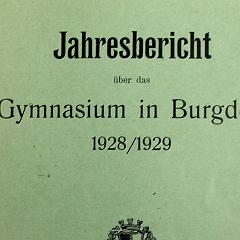 Jahresbericht
über das
Gymnasium in Burgd
1928/1929